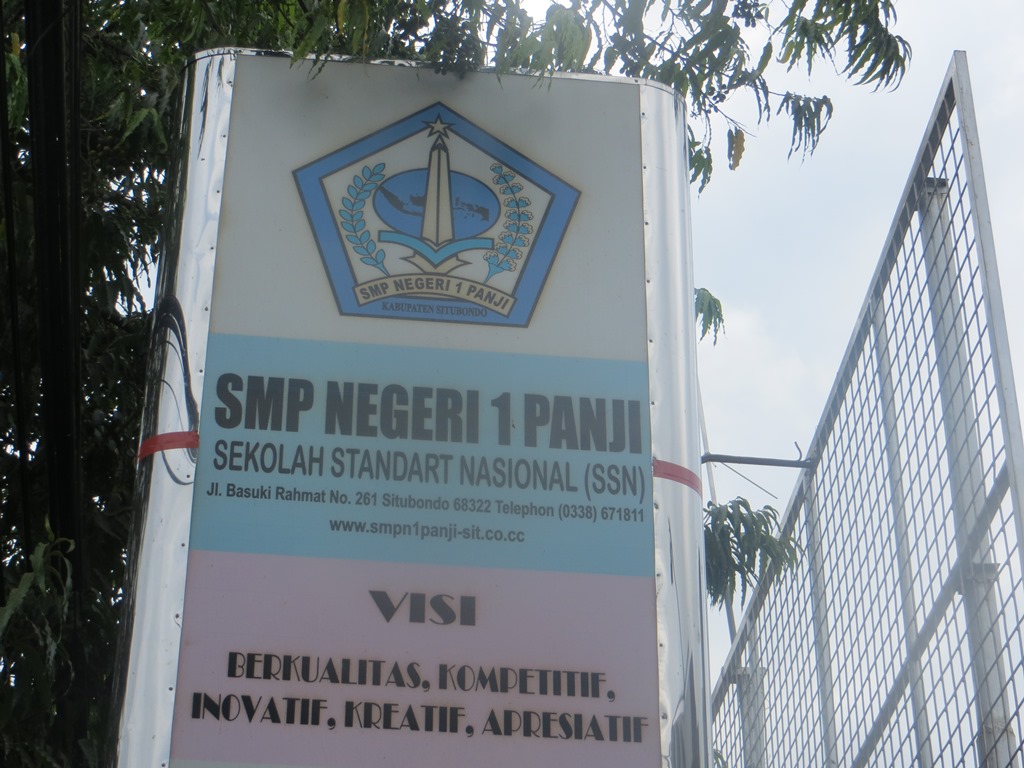 SMP NEGERI 1 PANJI
KABUPATEN SITUBONDO
SMP NEGERI 1 PANJI
SEKOLAH STANDART NASIONAL (SSN)
Jl. Basuki Rahmat No. 261 Situbondo 68322 Telephon (0338) 671811
www.smpn1panji-sit.co.cc
VISI
BERKUALITAS, KOMPETITIF,
INOVATIF, KREATIF, APRESIATIF